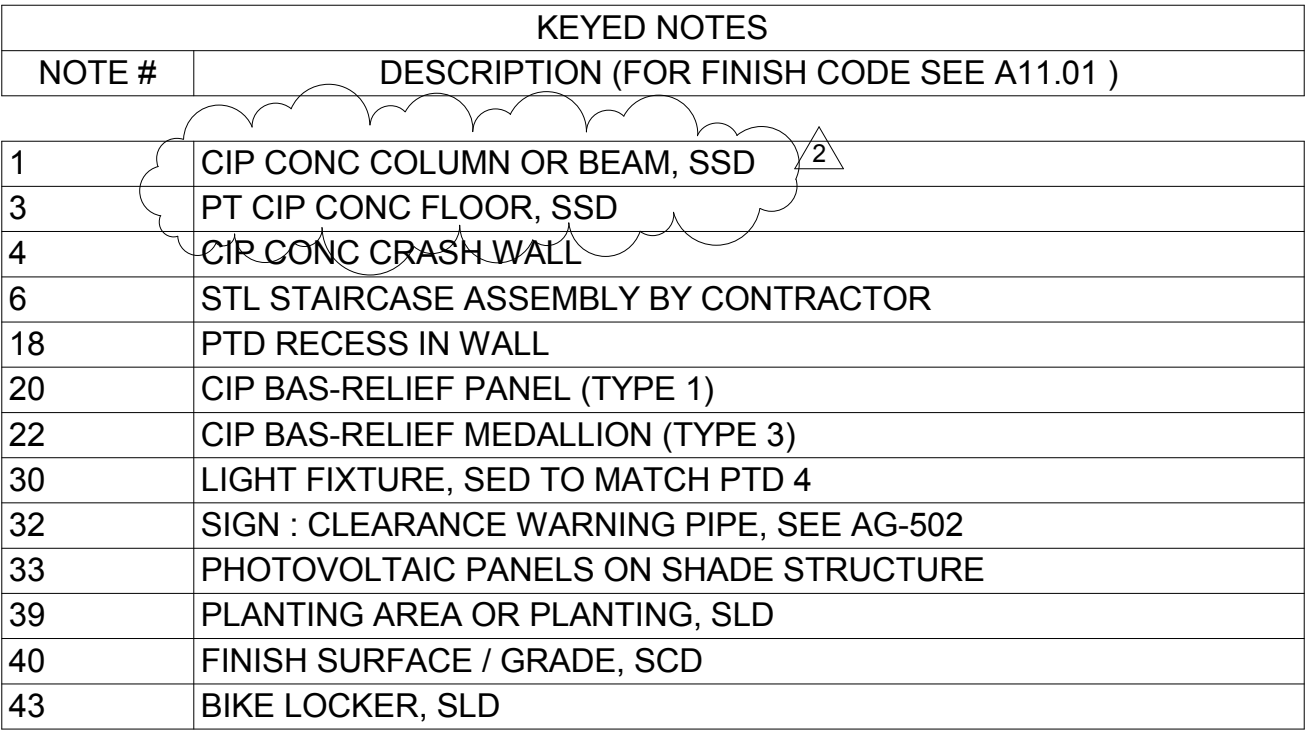 KEYED NOTES
NOTE # DESCRIPTION (FOR FINISH CODE SEE A11.01 )
1 CIP CONC COLUMN OR BEAM, SSD 2
3 PT CIP CONC FLOOR, SSD
4 CIP CONC CRASH WALL
6 STL STAIRCASE ASSEMBLY BY CONTRACTOR
18 PTD RECESS IN WALL
20 CIP BAS-RELIEF PANEL (TYPE 1)
22 CIP BAS-RELIEF MEDALLION (TYPE 3)
30 LIGHT FIXTURE, SED TO MATCH PTD 4
32 SIGN : CLEARANCE WARNING PIPE, SEE AG-502
33 PHOTOVOLTAIC PANELS ON SHADE STRUCTURE
39 PLANTING AREA OR PLANTING, SLD
40 FINISH SURFACE / GRADE, SCD
43 BIKE LOCKER, SLD